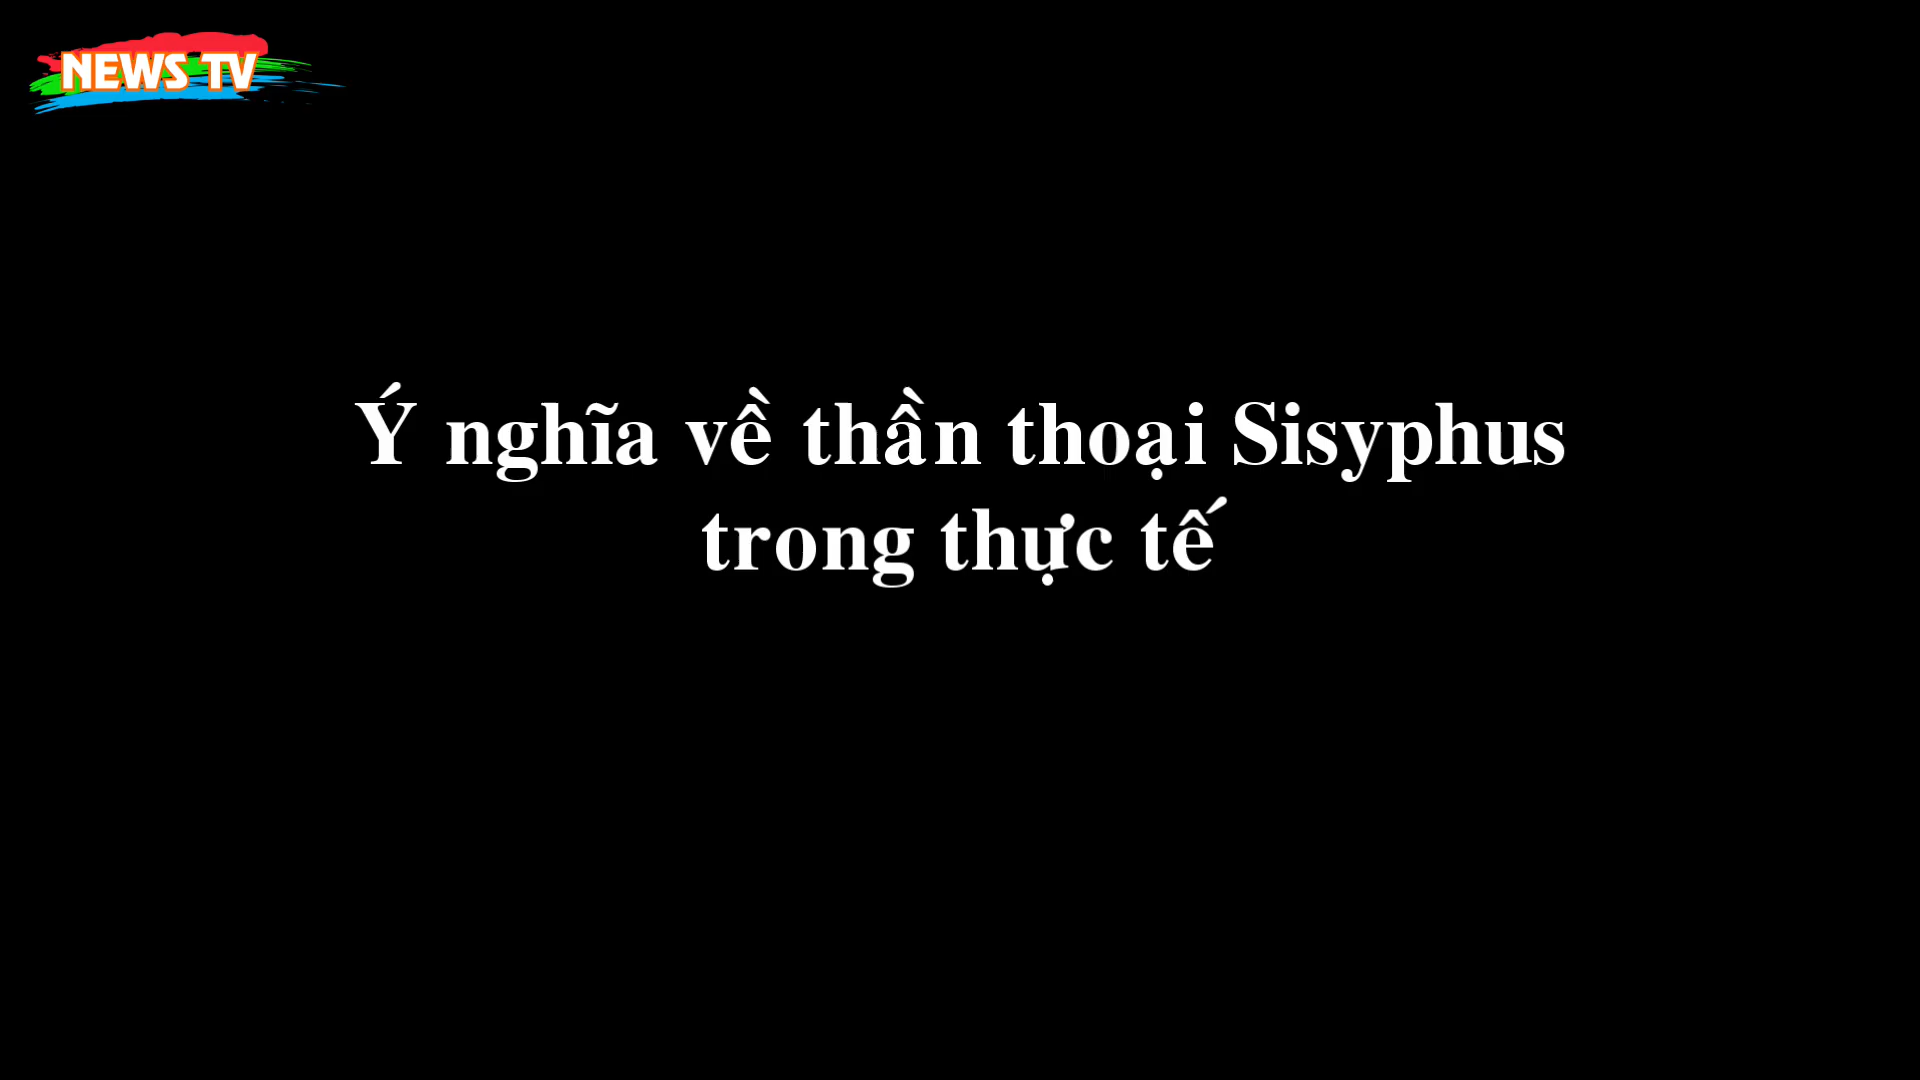 NEWS TV
Ý nghĩa về thần thoại Sisyphus
trong thực tế